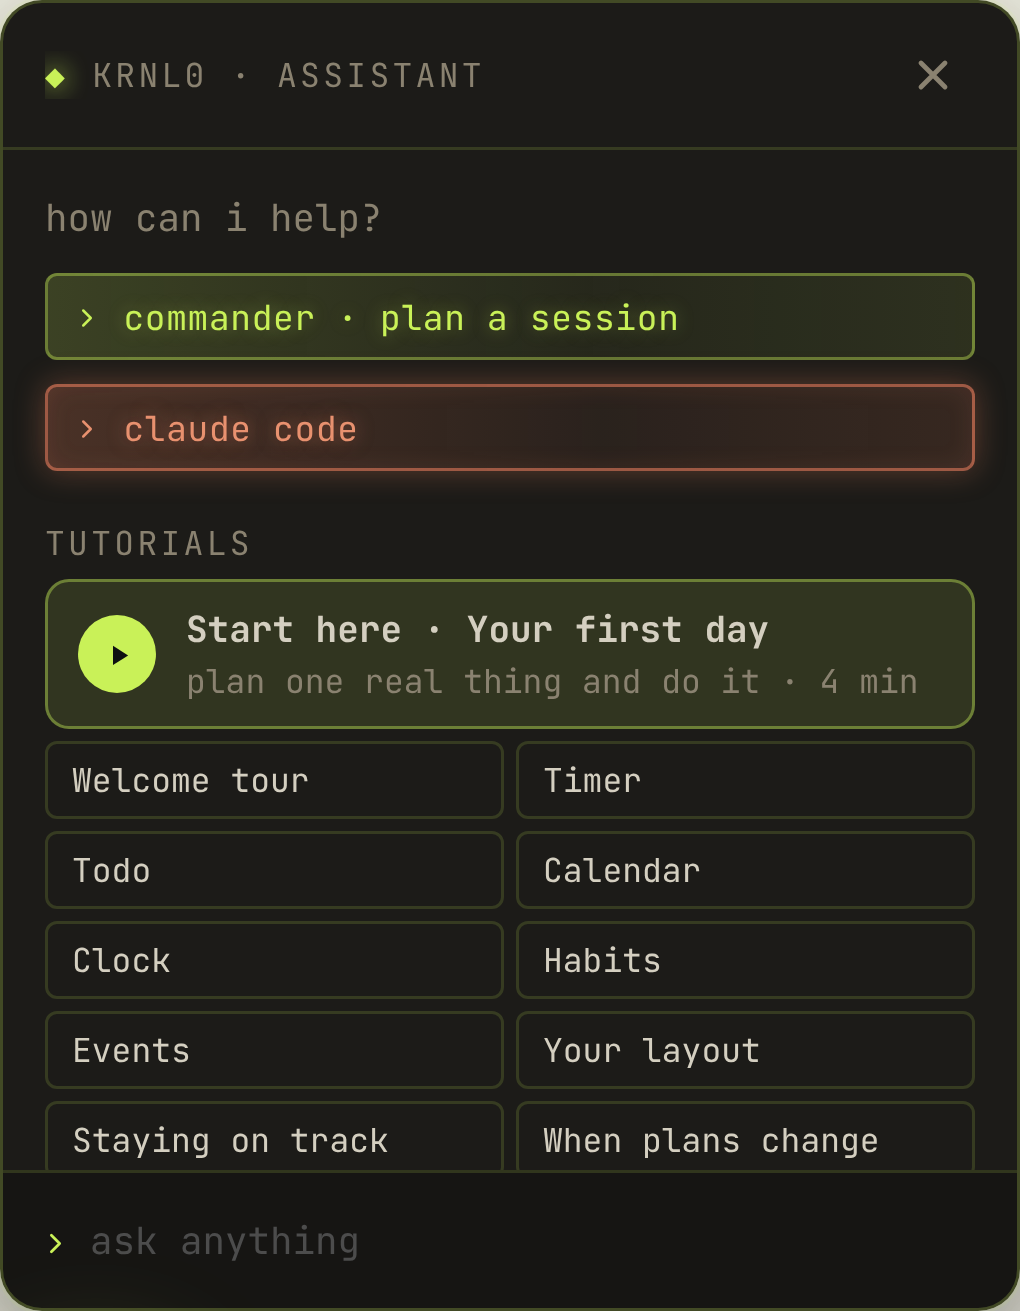 ◆ KRNL0 · ASSISTANT
how can i help?
› commander · plan a session
› claude code
TUTORIALS
Start here · Your first day
plan one real thing and do it · 4 min
Welcome tour
Timer
Todo
Calendar
Clock
Habits
Events
Your layout
Staying on track
When plans change
› ask anything